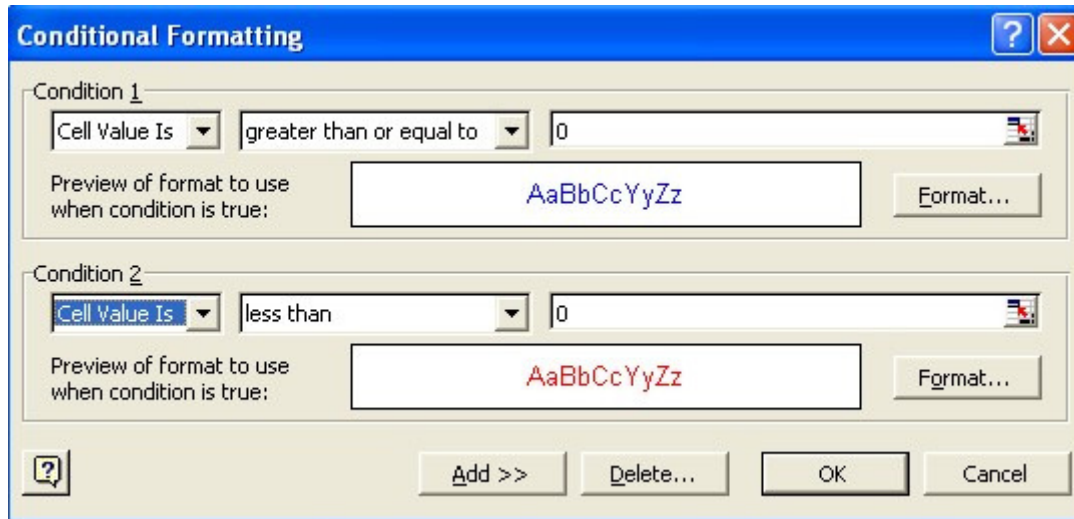 Conditional Formatting
?
Condition 1
Cell Value Is greater than or equal to 0
Preview of format to use
when condition is true:
AaBbCcYyZz
Format...
Condition 2
Cell Value Is less than 0
Preview of format to use
when condition is true:
AaBbCcYyZz
Format...
? Add >> Delete... OK Cancel